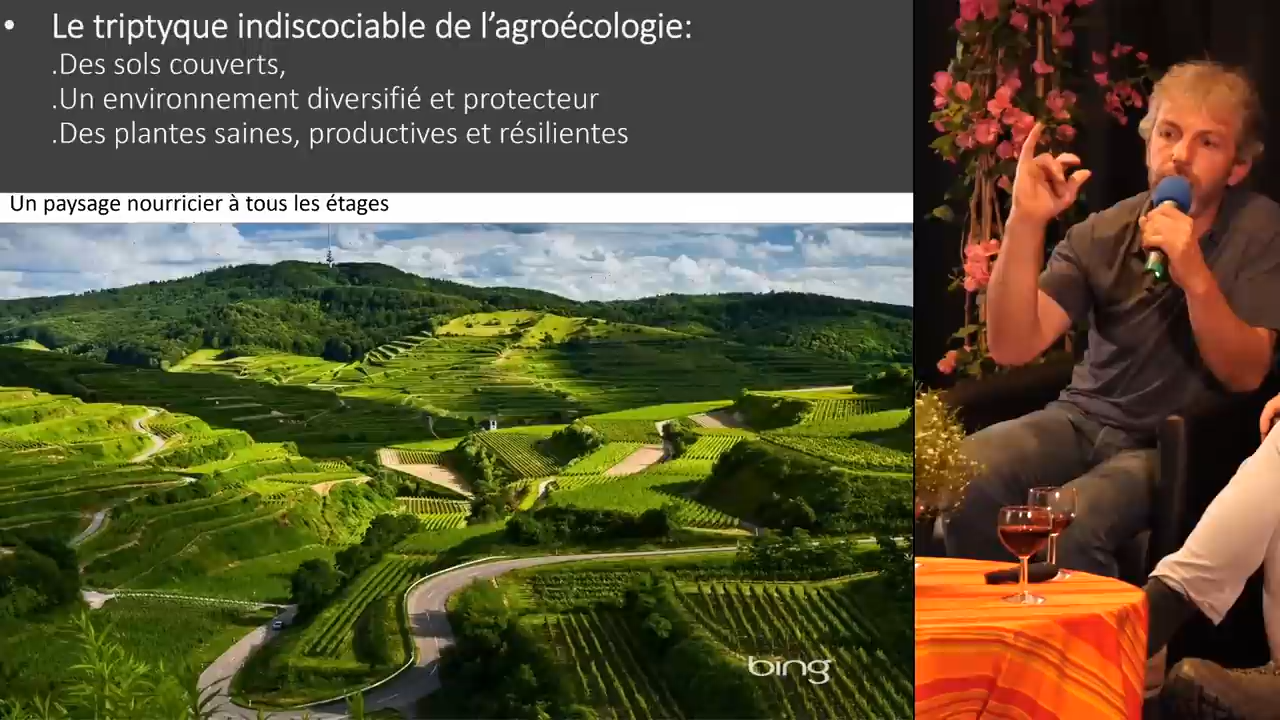 • Le triptyque indiscociable de l’agroécologie:
.Des sols couverts,
.Un environnement diversifié et protecteur
.Des plantes saines, productives et résilientes
Un paysage nourricier à tous les étages
bing